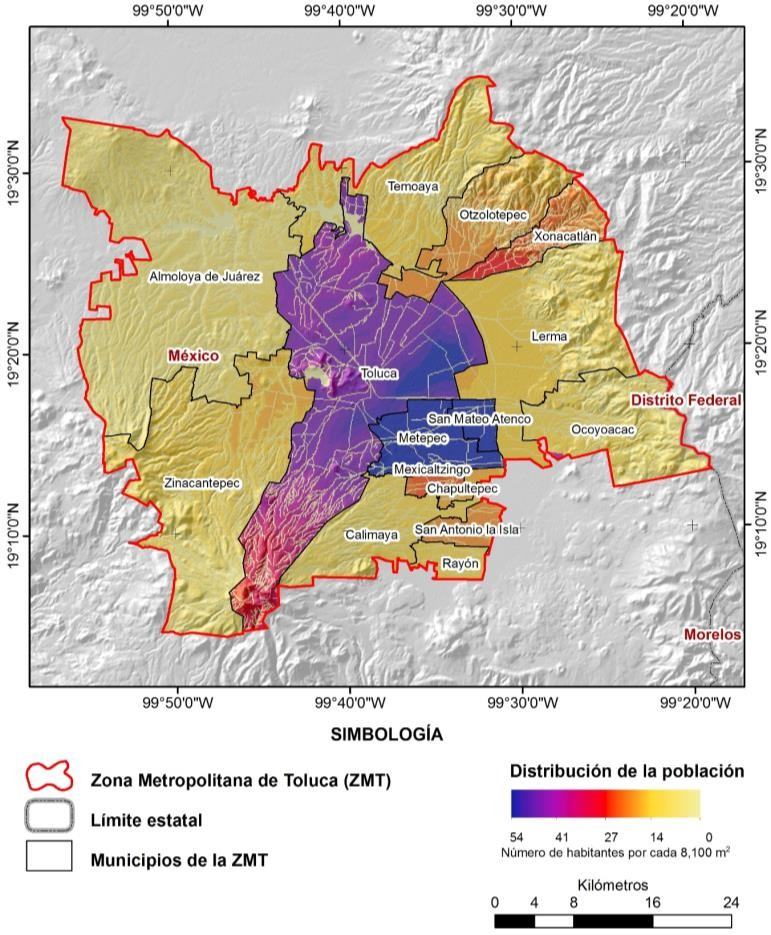 99°50'0"W 99°40'0"W 99°30'0"W 99°20'0"W
19°30'0"N
19°30'0"N
Temoaya
Otzolotepec
Xonacatlán
Almoloya de Juárez
19°20'0"N
19°20'0"N
Lerma
México
Toluca
Distrito Federal
San Mateo Atenco
Ocoyoacac
Metepec
Mexicaltzingo
Zinacantepec
Chapultepec
19°10'0"N
19°10'0"N
San Antonio la Isla
Calimaya
Rayón
Morelos
99°50'0"W 99°40'0"W 99°30'0"W 99°20'0"W
SIMBOLOGÍA
Zona Metropolitana de Toluca (ZMT)
Límite estatal
Municipios de la ZMT
Distribución de la población
54 41 27 14 0
Número de habitantes por cada 8,100 m²
Kilómetros
0 4 8 16 24